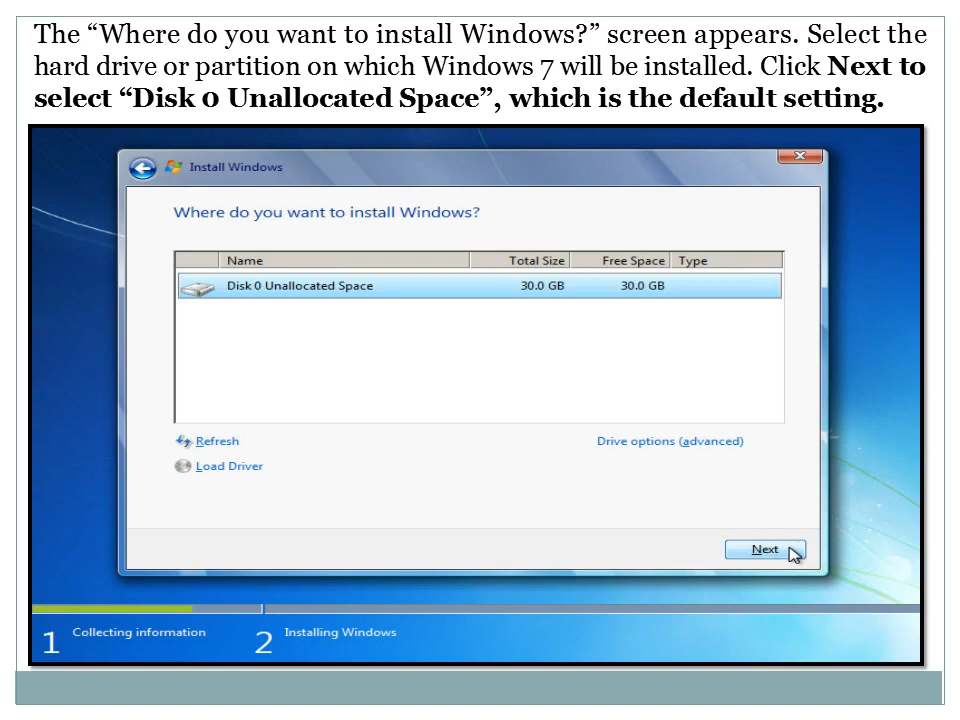 The “Where do you want to install Windows?” screen appears. Select the
hard drive or partition on which Windows 7 will be installed. Click Next to
select “Disk 0 Unallocated Space”, which is the default setting.
Install Windows
Where do you want to install Windows?
Name Total Size Free Space Type
Disk 0 Unallocated Space 30.0 GB 30.0 GB
Refresh Drive options (advanced)
Load Driver
Next
1 Collecting information 2 Installing Windows